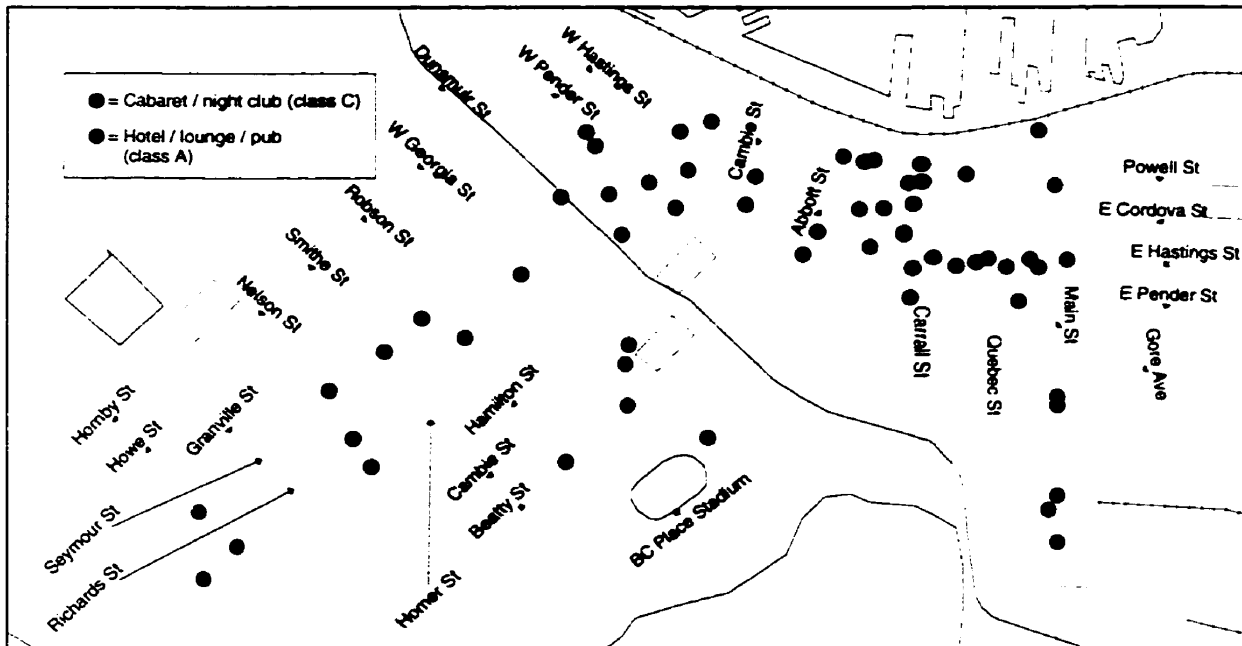 = Cabaret / night club (class C)
= Hotel / lounge / pub
(class A)
Dunsmuir St
W Hastings St
W Pender St
W Georgia St
Robson St
Smithe St
Nelson St
Cambie St
Abbott St
Powell St
E Cordova St
E Hastings St
E Pender St
Main St
Carrall St
Quebec St
Gore Ave
Hornby St
Howe St
Granville St
Seymour St
Richards St
Homer St
Hamilton St
Cambie St
Beatty St
BC Place Stadium